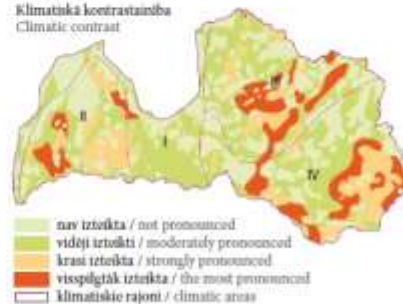 Klimatiskā kontrastainība
Climatic contrast
III
II
I
IV
nav izteikta / not pronounced
vidēji izteikti / moderately pronounced
krasi izteikta / strongly pronounced
visspilgtāk izteikta / the most pronounced
klimatiskie rajoni / climatic areas